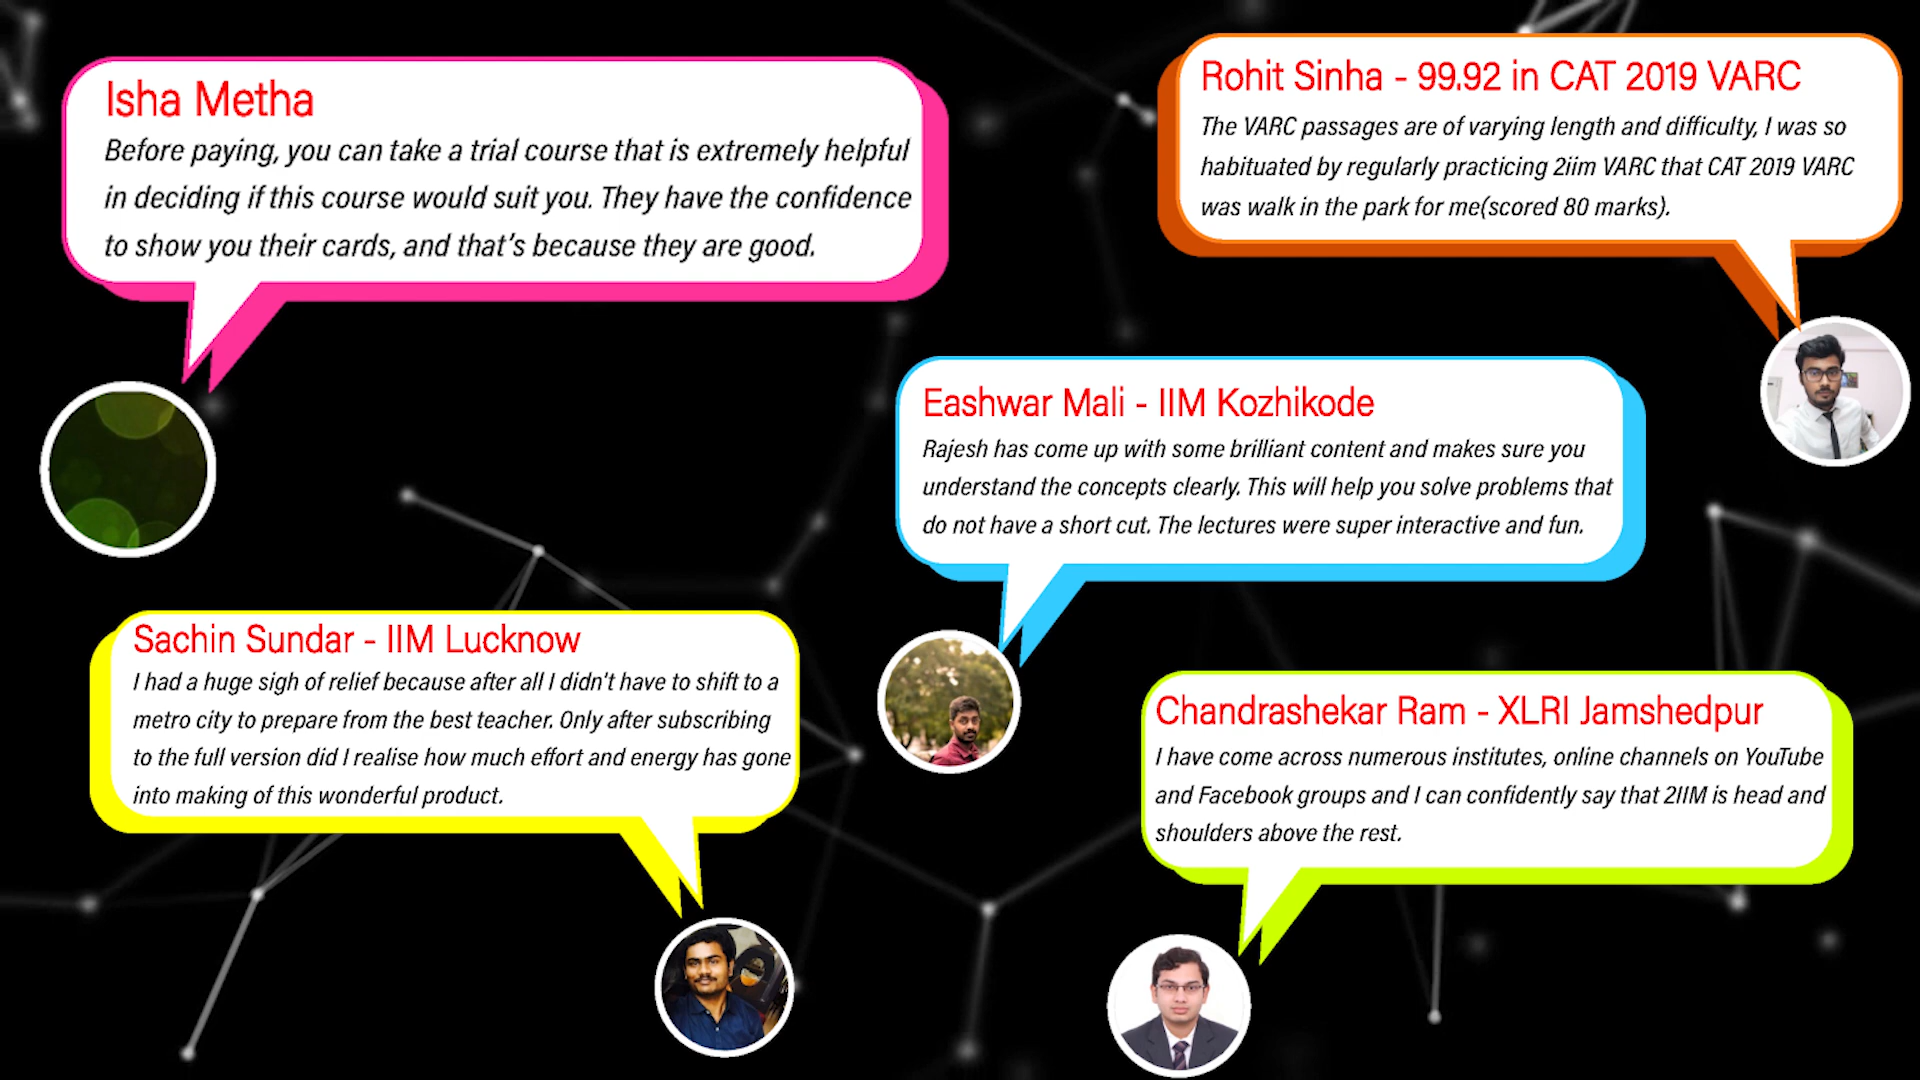 Isha Metha
Before paying, you can take a trial course that is extremely helpful
in deciding if this course would suit you. They have the confidence
to show you their cards, and that's because they are good.
Rohit Sinha - 99.92 in CAT 2019 VARC
The VARC passages are of varying length and difficulty, I was so
habituated by regularly practicing 2iim VARC that CAT 2019 VARC
was walk in the park for me(scored 80 marks).
Eashwar Mali - IIM Kozhikode
Rajesh has come up with some brilliant content and makes sure you
understand the concepts clearly. This will help you solve problems that
do not have a short cut. The lectures were super interactive and fun.
Sachin Sundar - IIM Lucknow
I had a huge sigh of relief because after all I didn't have to shift to a
metro city to prepare from the best teacher. Only after subscribing
to the full version did I realise how much effort and energy has gone
into making of this wonderful product.
Chandrashekar Ram - XLRI Jamshedpur
I have come across numerous institutes, online channels on YouTube
and Facebook groups and I can confidently say that 2IIM is head and
shoulders above the rest.